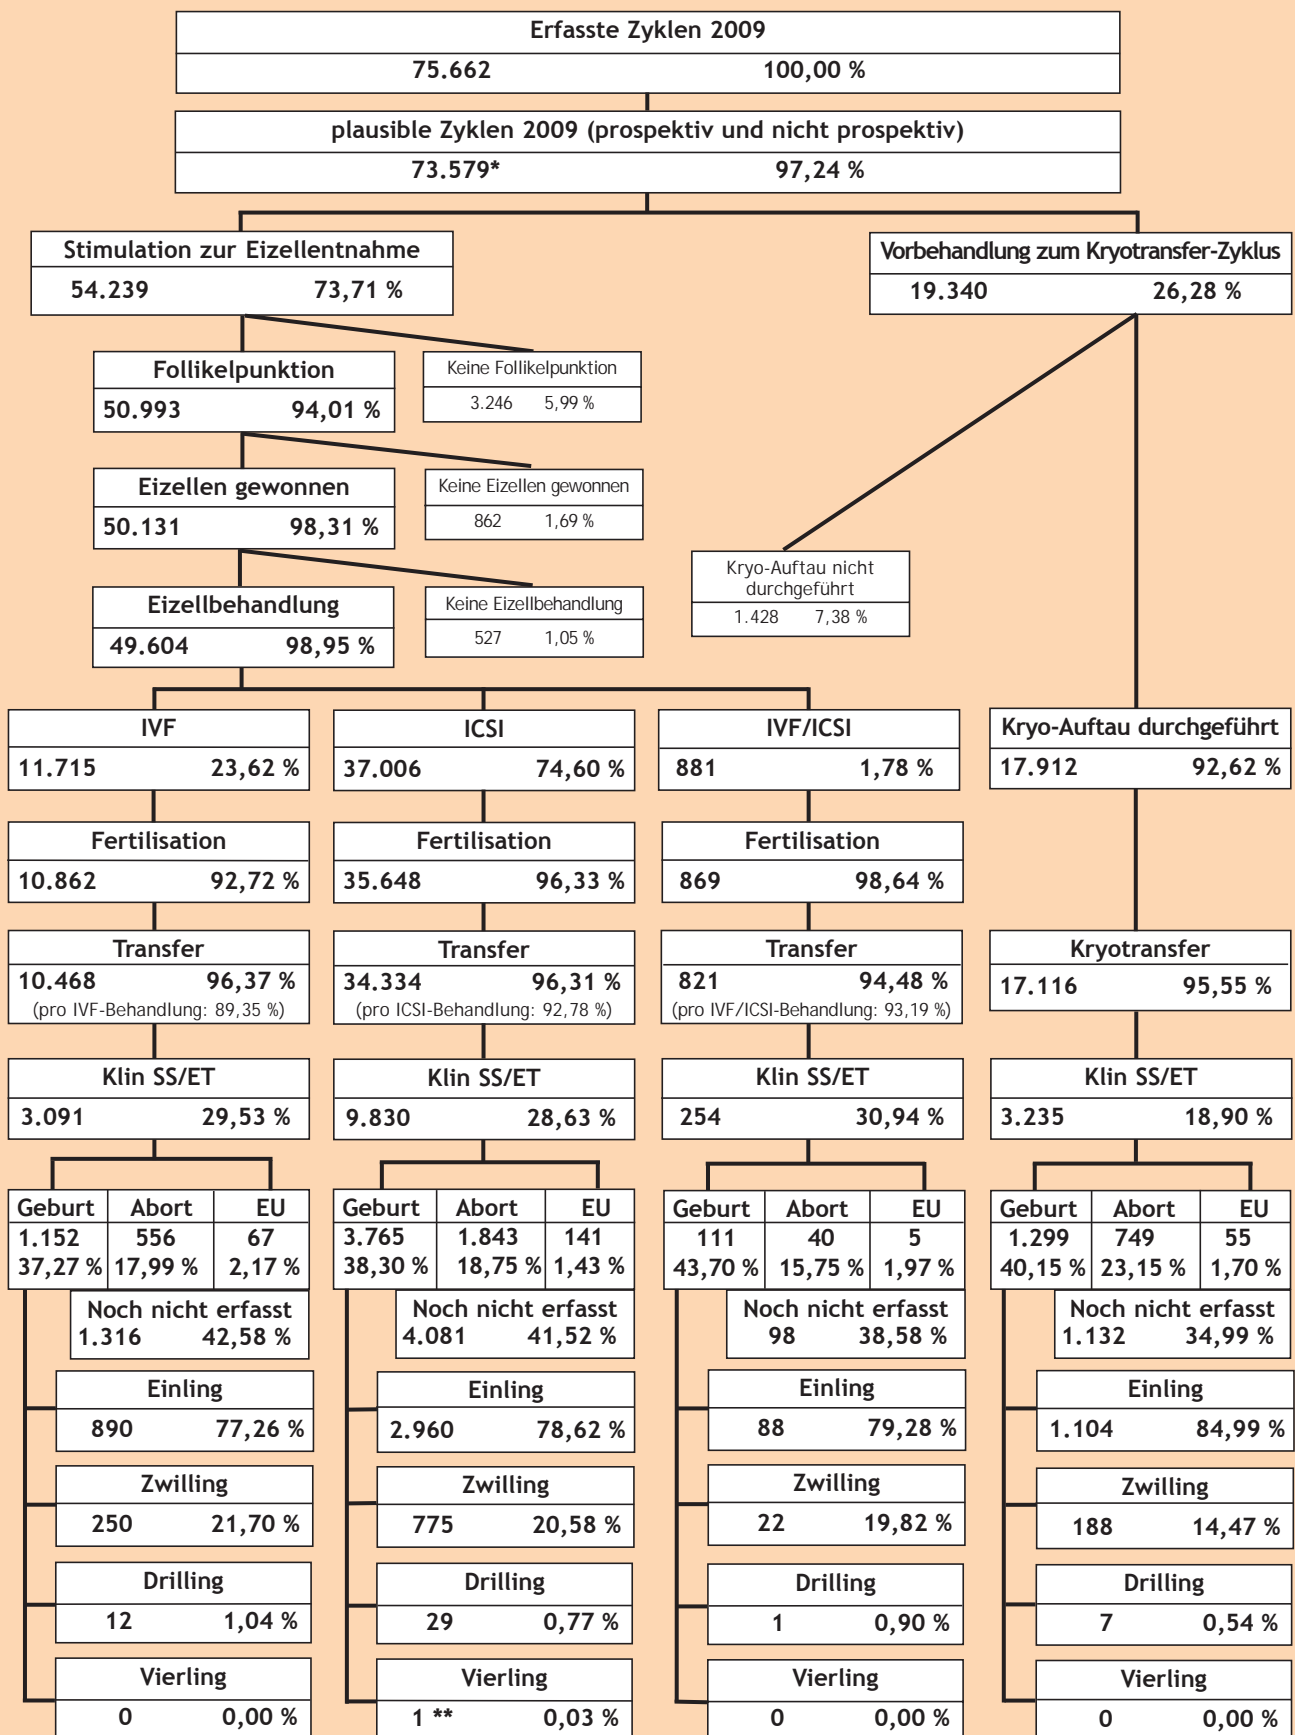 Erfasste Zyklen 2009
75.662 100,00 %
plausible Zyklen 2009 (prospektiv und nicht prospektiv)
73.579* 97,24 %
Stimulation zur Eizellentnahme
54.239 73,71 %
Vorbehandlung zum Kryotransfer-Zyklus
19.340 26,28 %
Follikelpunktion
50.993 94,01 %
Keine Follikelpunktion
3.246 5,99 %
Eizellen gewonnen
50.131 98,31 %
Keine Eizellen gewonnen
862 1,69 %
Kryo-Auftau nicht
durchgeführt
1.428 7,38 %
Eizellbehandlung
49.604 98,95 %
Keine Eizellbehandlung
527 1,05 %
IVF
11.715 23,62 %
Fertilisation
10.862 92,72 %
Transfer
10.468 96,37 %
(pro IVF-Behandlung: 89,35 %)
Klin SS/ET
3.091 29,53 %
Geburt Abort EU
1.152 556 67
37,27 % 17,99 % 2,17 %
Noch nicht erfasst
1.316 42,58 %
Einling
890 77,26 %
Zwilling
250 21,70 %
Drilling
12 1,04 %
Vierling
0 0,00 %
ICSI
37.006 74,60 %
Fertilisation
35.648 96,33 %
Transfer
34.334 96,31 %
(pro ICSI-Behandlung: 92,78 %)
Klin SS/ET
9.830 28,63 %
Geburt Abort EU
3.765 1.843 141
38,30 % 18,75 % 1,43 %
Noch nicht erfasst
4.081 41,52 %
Einling
2.960 78,62 %
Zwilling
775 20,58 %
Drilling
29 0,77 %
Vierling
1 ** 0,03 %
IVF/ICSI
881 1,78 %
Fertilisation
869 98,64 %
Transfer
821 94,48 %
(pro IVF/ICSI-Behandlung: 93,19 %)
Klin SS/ET
254 30,94 %
Geburt Abort EU
111 40 5
43,70 % 15,75 % 1,97 %
Noch nicht erfasst
98 38,58 %
Einling
88 79,28 %
Zwilling
22 19,82 %
Drilling
1 0,90 %
Vierling
0 0,00 %
Kryo-Auftau durchgeführt
17.912 92,62 %
Kryotransfer
17.116 95,55 %
Klin SS/ET
3.235 18,90 %
Geburt Abort EU
1.299 749 55
40,15 % 23,15 % 1,70 %
Noch nicht erfasst
1.132 34,99 %
Einling
1.104 84,99 %
Zwilling
188 14,47 %
Drilling
7 0,54 %
Vierling
0 0,00 %